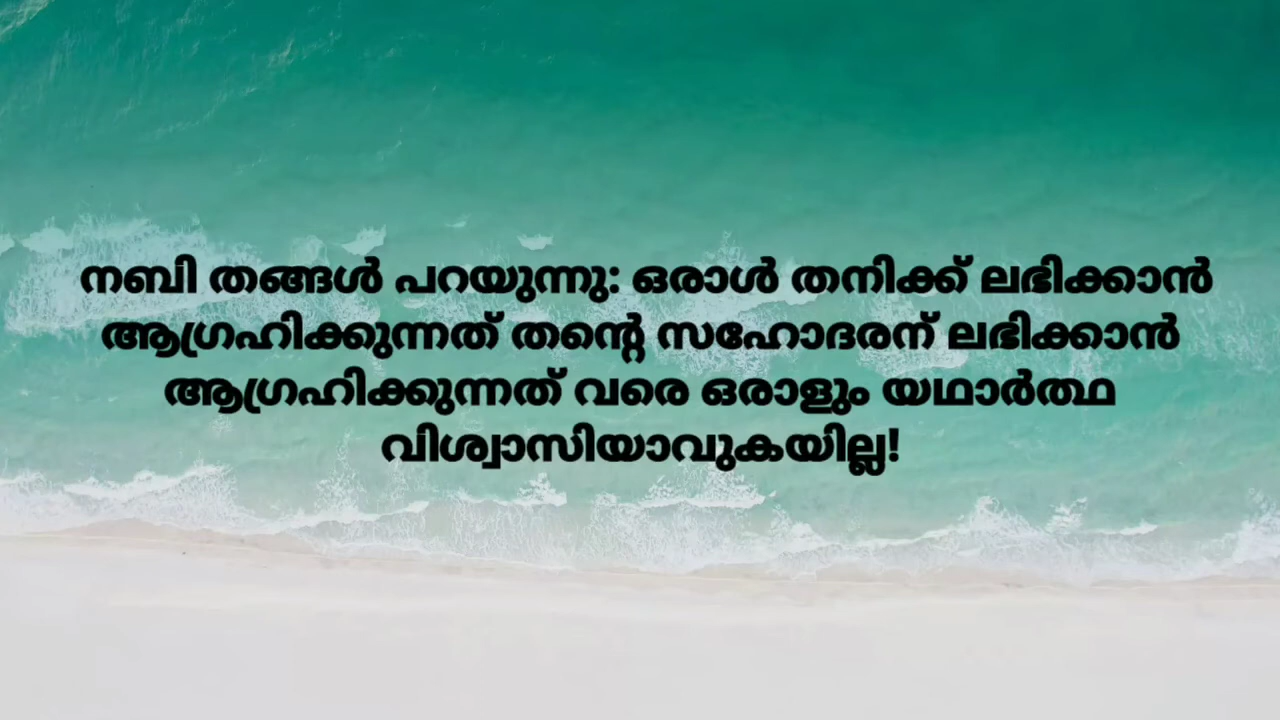 നബി തങ്ങൾ പറയുന്നു: ഒരാൾ തനിക്ക് ലഭിക്കാൻ
ആഗ്രഹിക്കുന്നത് തന്റെ സഹോദരന് ലഭിക്കാൻ
ആഗ്രഹിക്കുന്നത് വരെ ഒരാളും യഥാർത്ഥ
വിശ്വാസിയാവുകയില്ല!